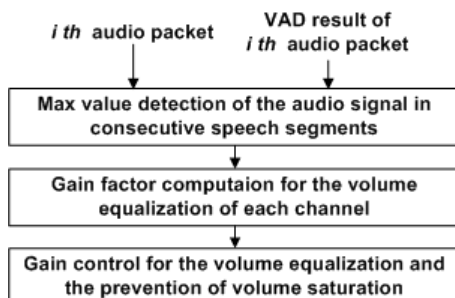 i th audio packet
VAD result of
i th audio packet
Max value detection of the audio signal in
consecutive speech segments
Gain factor computaion for the volume
equalization of each channel
Gain control for the volume equalization and
the prevention of volume saturation